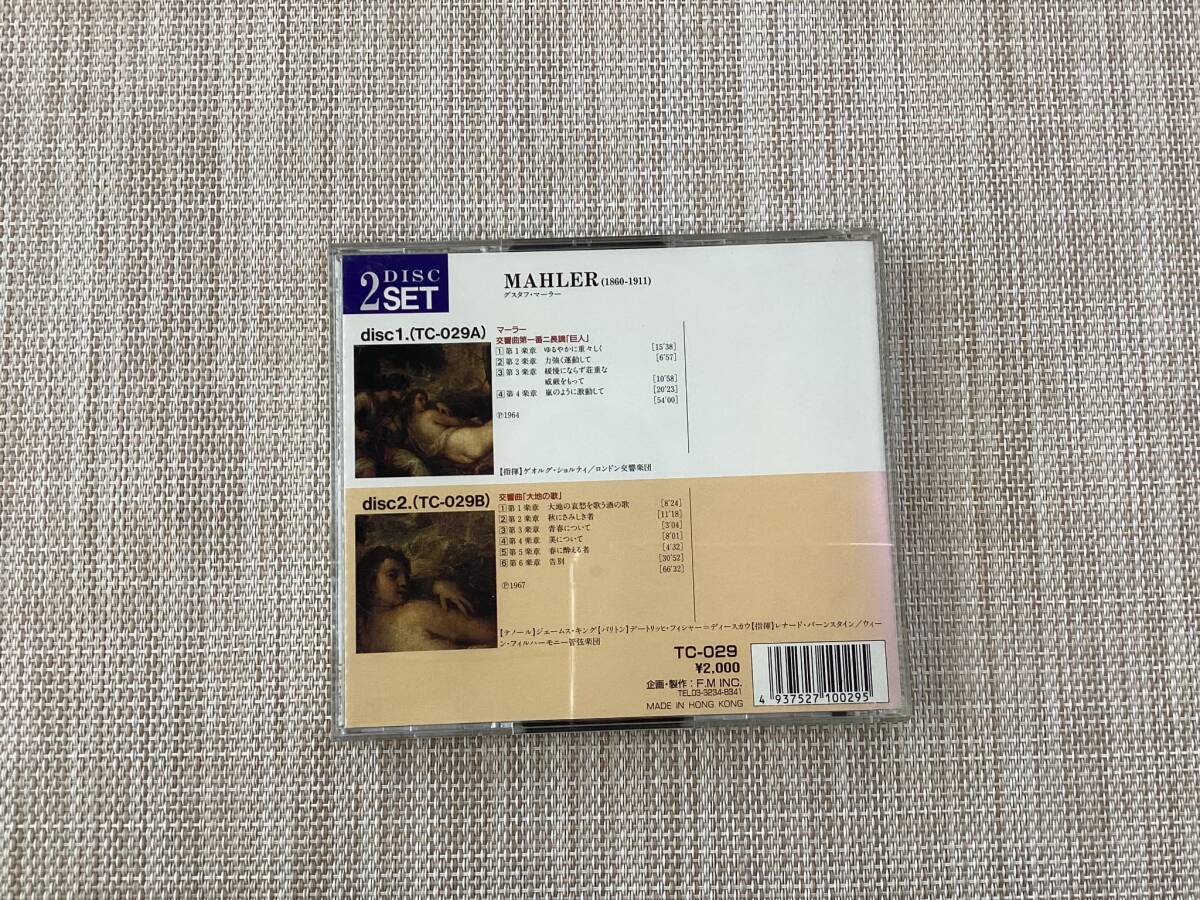 2 DISC SET
MAHLER (1860-1911)
グスタフ・マーラー
disc1.(TC-029A)
マーラー
交響曲第一番ニ長調「巨人」
1 第1楽章 ゆるやかに重々しく [15'38]
2 第2楽章 力強く運動して [6'57]
3 第3楽章 緩慢にならず荘重な
威厳をもって [10'58]
4 第4楽章 嵐のように激動して [20'23]
[54'00]
Ⓟ1964
【指揮】ゲオルグ・ショルティ/ロンドン交響楽団
disc2.(TC-029B)
交響曲「大地の歌」
1 第1楽章 大地の哀愁を歌う酒の歌 [8'24]
2 第2楽章 秋にさみしき者 [11'18]
3 第3楽章 青春について [3'04]
4 第4楽章 美について [8'01]
5 第5楽章 春に酔える者 [4'32]
6 第6楽章 告別 [30'52]
[66'32]
Ⓟ1967
【テノール】ジェームス・キング【バリトン】デートリッヒ・フィシャー=ディースカウ【指揮】レナード・バーンスタイン/ウィー
ン・フィルハーモニー管弦楽団
TC-029
¥2,000
企画・製作:F.M INC.
TEL03-3234-8341
MADE IN HONG KONG
4 937527 100295